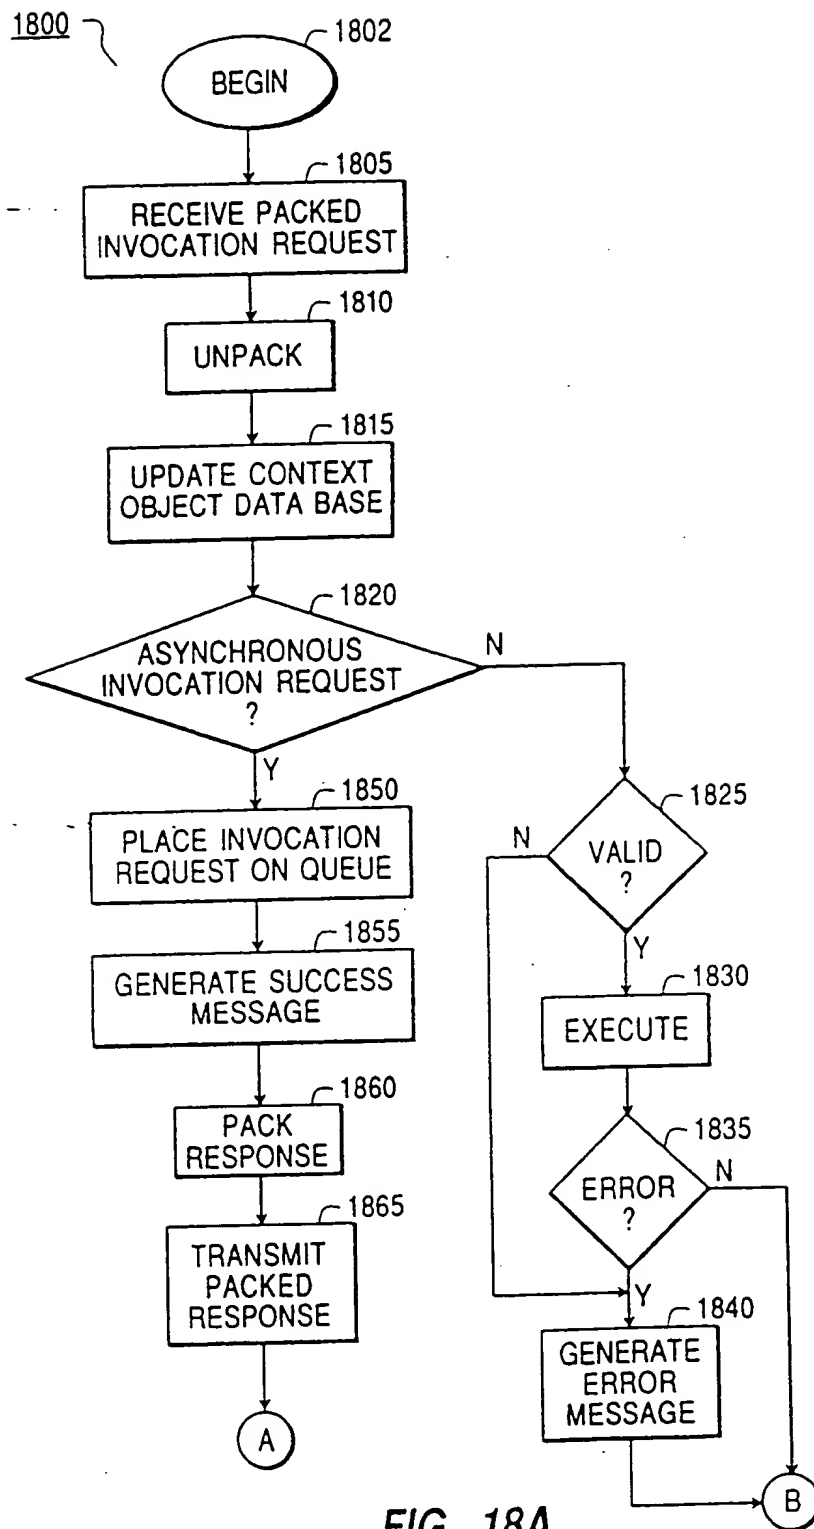 1800
1802
BEGIN
1805
RECEIVE PACKED
INVOCATION REQUEST
1810
UNPACK
1815
UPDATE CONTEXT
OBJECT DATA BASE
1820
ASYNCHRONOUS
INVOCATION REQUEST
?
N
Y
1850
PLACE INVOCATION
REQUEST ON QUEUE
1855
GENERATE SUCCESS
MESSAGE
1860
PACK
RESPONSE
1865
TRANSMIT
PACKED
RESPONSE
A
1825
VALID
?
N
Y
1830
EXECUTE
1835
ERROR
?
N
Y
1840
GENERATE
ERROR
MESSAGE
B
FIG. 18A